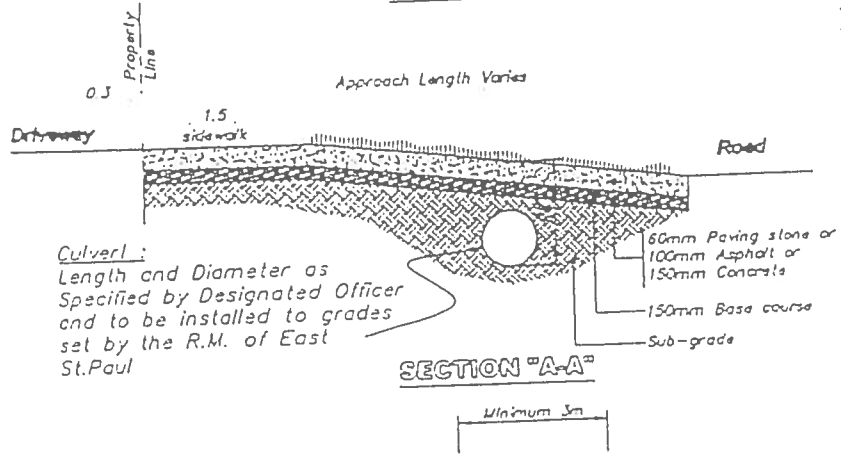 Property
Line
0.3
Approach Length Varies
1.5
sidewalk
Driveway
Road
Culvert :
Length and Diameter as
Specified by Designated Officer
and to be installed to grades
set by the R.M. of East
St.Paul
60mm Paving stone or
100mm Asphalt or
150mm Concrete
150mm Base course
Sub-grade
SECTION "A-A"
Minimum 3m